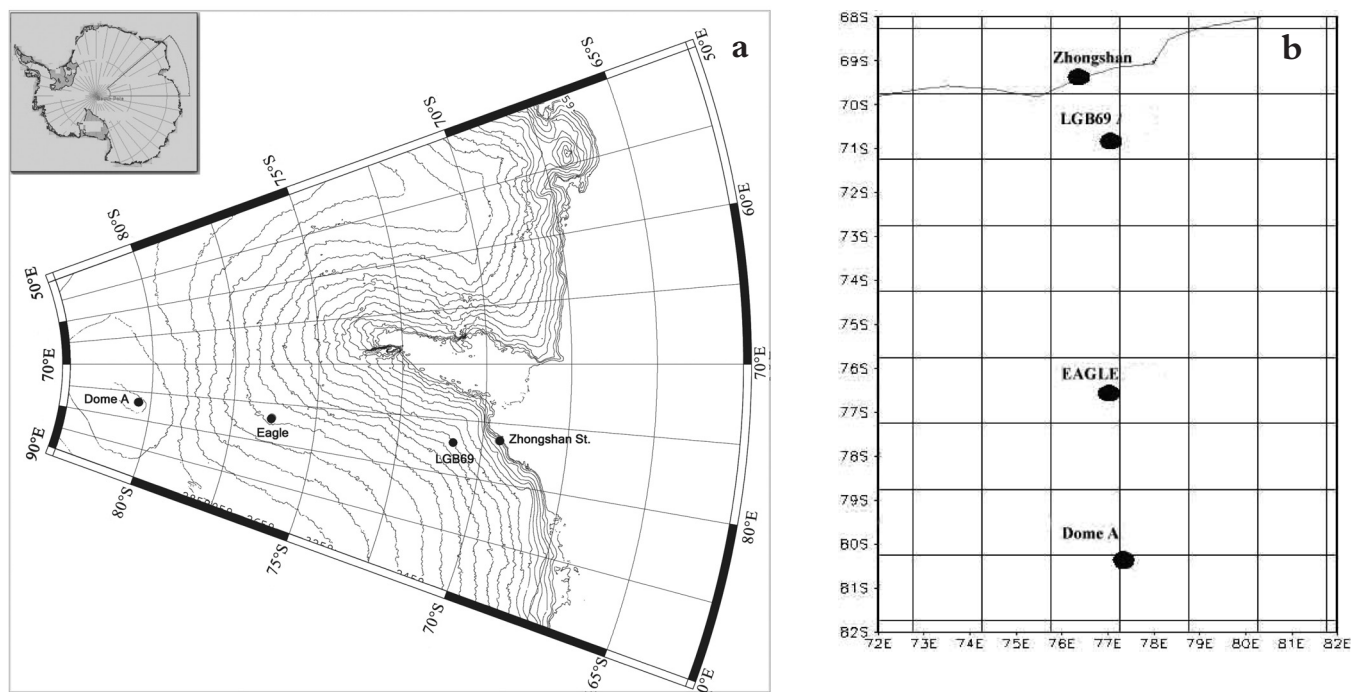 a
50°E
65°S
70°S
75°S
80°S
60°E
50°E
70°E
70°E
Dome A
Eagle
LGB69
Zhongshan St.
90°E
80°S
75°S
80°E
70°S
65°S
0°E
b
68S
Zhongshan
69S
70S
LGB69
71S
72S
73S
74S
75S
76S
EAGLE
77S
78S
79S
80S
Dome A
81S
82S
72E 73E 74E 75E 76E 77E 78E 79E 80E 81E 82E